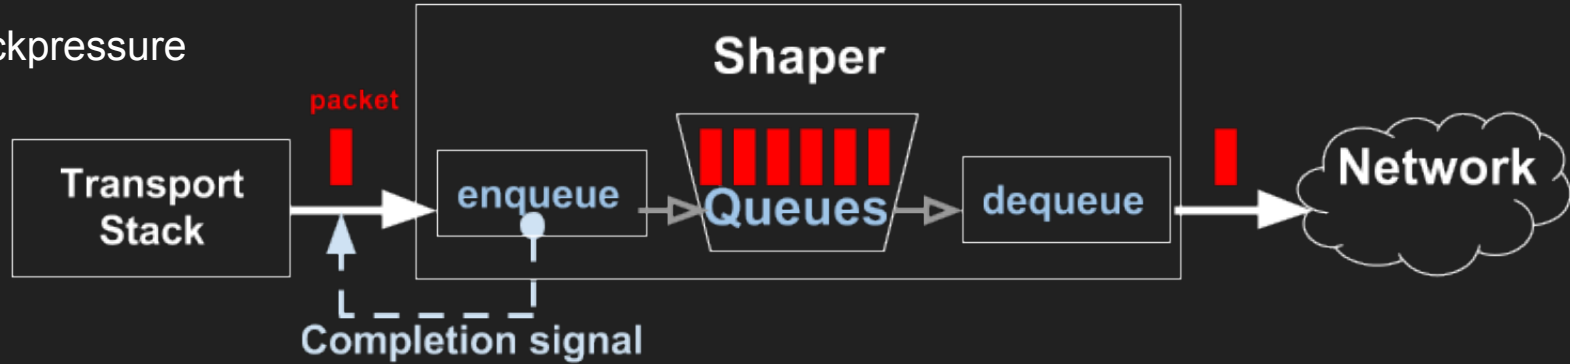 ckpressure
Shaper
packet
Transport
Stack
enqueue
Queues
dequeue
Network
Completion signal